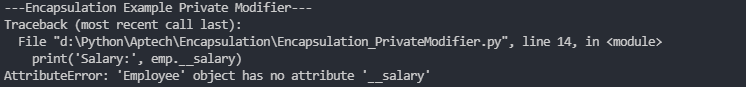 ---Encapsulation Example Private Modifier---
Traceback (most recent call last):
  File "d:\Python\Aptech\Encapsulation\Encapsulation_PrivateModifier.py", line 14, in <module>
    print('Salary:', emp.__salary)
AttributeError: 'Employee' object has no attribute '__salary'